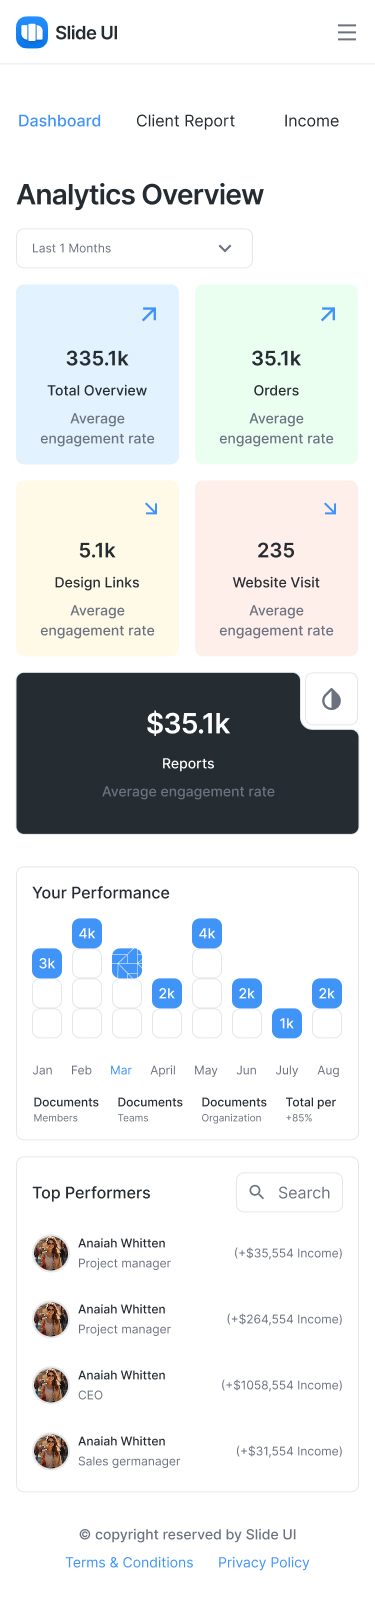 Slide UI
Dashboard Client Report Income
Analytics Overview
Last 1 Months
335.1k
Total Overview
Average
engagement rate
35.1k
Orders
Average
engagement rate
5.1k
Design Links
Average
engagement rate
235
Website Visit
Average
engagement rate
$35.1k
Reports
Average engagement rate
Your Performance
3k 4k 2k 4k 2k 1k 2k
Jan Feb Mar April May Jun July Aug
Documents Documents Documents Total per
Members Teams Organization +85%
Top Performers
Search
Anaiah Whitten
Project manager
(+$35,554 Income)
Anaiah Whitten
Project manager
(+$264,554 Income)
Anaiah Whitten
CEO
(+$1058,554 Income)
Anaiah Whitten
Sales germanager
(+$31,554 Income)
© copyright reserved by Slide UI
Terms & Conditions Privacy Policy